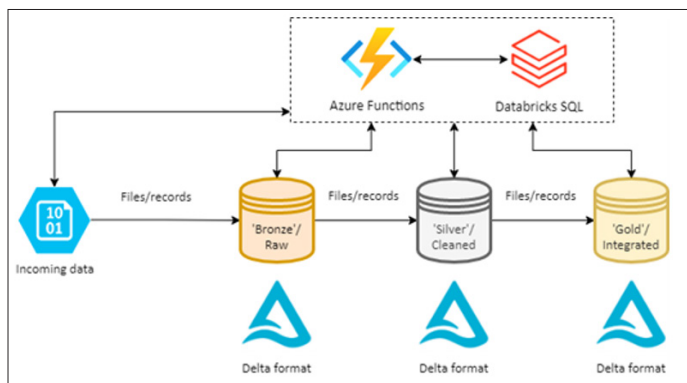 Azure Functions
Databricks SQL
10
01
Incoming data
Files/records
'Bronze'/
Raw
Files/records
'Silver'/
Cleaned
Files/records
'Gold'/
Integrated
Delta format
Delta format
Delta format